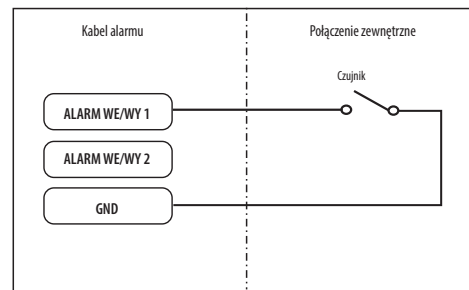 Kabel alarmu
Połączenie zewnętrzne
Czujnik
ALARM WE/WY 1
ALARM WE/WY 2
GND